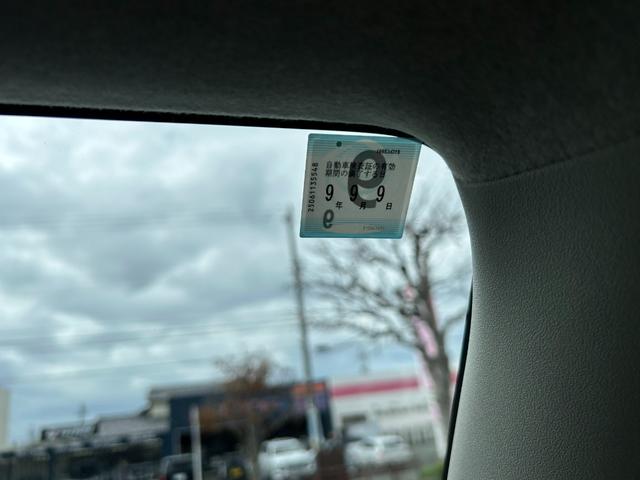 自動車検査証の有効
期間の満了する日
9年 9月 9日
25061135548